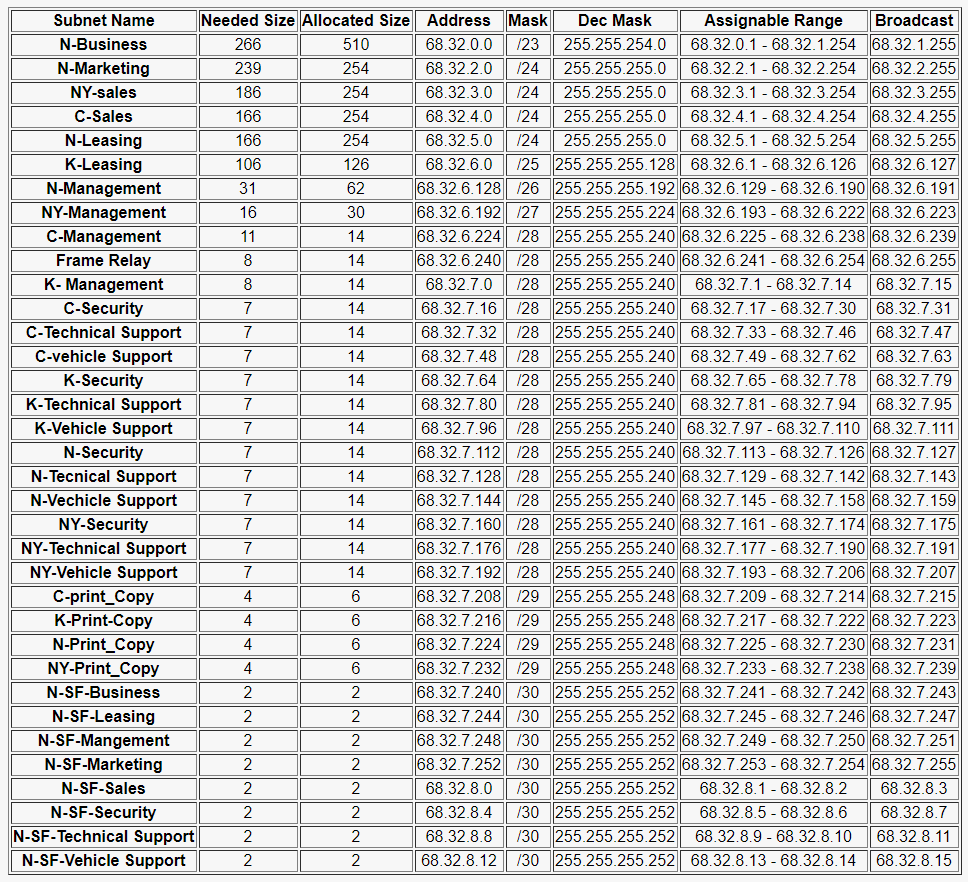 Subnet Name Needed Size Allocated Size Address Mask Dec Mask Assignable Range Broadcast
N-Business 266 510 68.32.0.0 /23 255.255.254.0 68.32.0.1 - 68.32.1.254 68.32.1.255
N-Marketing 239 254 68.32.2.0 /24 255.255.255.0 68.32.2.1 - 68.32.2.254 68.32.2.255
NY-sales 186 254 68.32.3.0 /24 255.255.255.0 68.32.3.1 - 68.32.3.254 68.32.3.255
C-Sales 166 254 68.32.4.0 /24 255.255.255.0 68.32.4.1 - 68.32.4.254 68.32.4.255
N-Leasing 166 254 68.32.5.0 /24 255.255.255.0 68.32.5.1 - 68.32.5.254 68.32.5.255
K-Leasing 106 126 68.32.6.0 /25 255.255.255.128 68.32.6.1 - 68.32.6.126 68.32.6.127
N-Management 31 62 68.32.6.128 /26 255.255.255.192 68.32.6.129 - 68.32.6.190 68.32.6.191
NY-Management 16 30 68.32.6.192 /27 255.255.255.224 68.32.6.193 - 68.32.6.222 68.32.6.223
C-Management 11 14 68.32.6.224 /28 255.255.255.240 68.32.6.225 - 68.32.6.238 68.32.6.239
Frame Relay 8 14 68.32.6.240 /28 255.255.255.240 68.32.6.241 - 68.32.6.254 68.32.6.255
K- Management 8 14 68.32.7.0 /28 255.255.255.240 68.32.7.1 - 68.32.7.14 68.32.7.15
C-Security 7 14 68.32.7.16 /28 255.255.255.240 68.32.7.17 - 68.32.7.30 68.32.7.31
C-Technical Support 7 14 68.32.7.32 /28 255.255.255.240 68.32.7.33 - 68.32.7.46 68.32.7.47
C-vehicle Support 7 14 68.32.7.48 /28 255.255.255.240 68.32.7.49 - 68.32.7.62 68.32.7.63
K-Security 7 14 68.32.7.64 /28 255.255.255.240 68.32.7.65 - 68.32.7.78 68.32.7.79
K-Technical Support 7 14 68.32.7.80 /28 255.255.255.240 68.32.7.81 - 68.32.7.94 68.32.7.95
K-Vehicle Support 7 14 68.32.7.96 /28 255.255.255.240 68.32.7.97 - 68.32.7.110 68.32.7.111
N-Security 7 14 68.32.7.112 /28 255.255.255.240 68.32.7.113 - 68.32.7.126 68.32.7.127
N-Tecnical Support 7 14 68.32.7.128 /28 255.255.255.240 68.32.7.129 - 68.32.7.142 68.32.7.143
N-Vechicle Support 7 14 68.32.7.144 /28 255.255.255.240 68.32.7.145 - 68.32.7.158 68.32.7.159
NY-Security 7 14 68.32.7.160 /28 255.255.255.240 68.32.7.161 - 68.32.7.174 68.32.7.175
NY-Technical Support 7 14 68.32.7.176 /28 255.255.255.240 68.32.7.177 - 68.32.7.190 68.32.7.191
NY-Vehicle Support 7 14 68.32.7.192 /28 255.255.255.240 68.32.7.193 - 68.32.7.206 68.32.7.207
C-print_Copy 4 6 68.32.7.208 /29 255.255.255.248 68.32.7.209 - 68.32.7.214 68.32.7.215
K-Print-Copy 4 6 68.32.7.216 /29 255.255.255.248 68.32.7.217 - 68.32.7.222 68.32.7.223
N-Print_Copy 4 6 68.32.7.224 /29 255.255.255.248 68.32.7.225 - 68.32.7.230 68.32.7.231
NY-Print_Copy 4 6 68.32.7.232 /29 255.255.255.248 68.32.7.233 - 68.32.7.238 68.32.7.239
N-SF-Business 2 2 68.32.7.240 /30 255.255.255.252 68.32.7.241 - 68.32.7.242 68.32.7.243
N-SF-Leasing 2 2 68.32.7.244 /30 255.255.255.252 68.32.7.245 - 68.32.7.246 68.32.7.247
N-SF-Mangement 2 2 68.32.7.248 /30 255.255.255.252 68.32.7.249 - 68.32.7.250 68.32.7.251
N-SF-Marketing 2 2 68.32.7.252 /30 255.255.255.252 68.32.7.253 - 68.32.7.254 68.32.7.255
N-SF-Sales 2 2 68.32.8.0 /30 255.255.255.252 68.32.8.1 - 68.32.8.2 68.32.8.3
N-SF-Security 2 2 68.32.8.4 /30 255.255.255.252 68.32.8.5 - 68.32.8.6 68.32.8.7
N-SF-Technical Support 2 2 68.32.8.8 /30 255.255.255.252 68.32.8.9 - 68.32.8.10 68.32.8.11
N-SF-Vehicle Support 2 2 68.32.8.12 /30 255.255.255.252 68.32.8.13 - 68.32.8.14 68.32.8.15